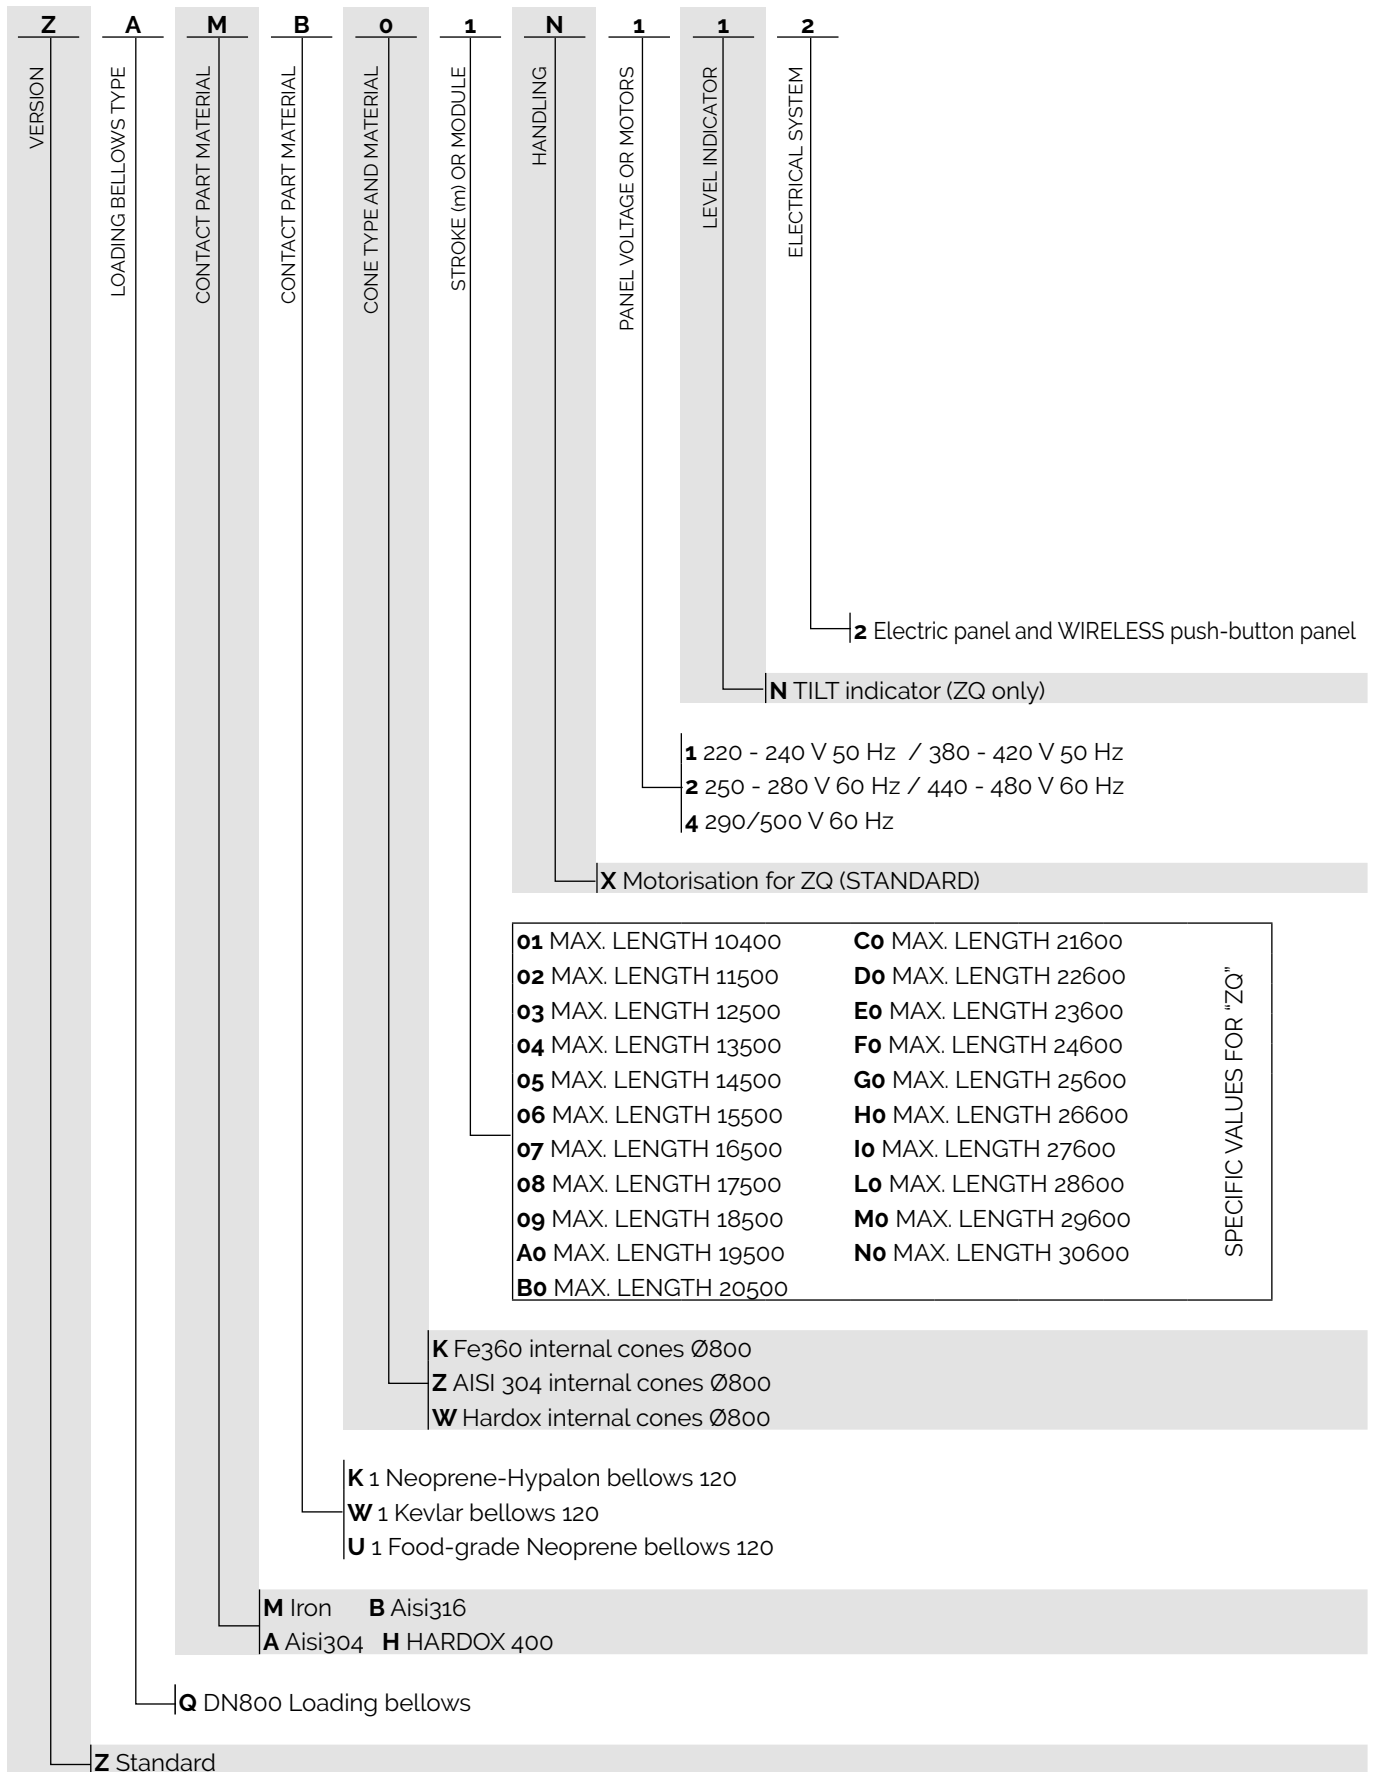 Z A M B 0 1 N 1 1 2
VERSION
LOADING BELLOWS TYPE
CONTACT PART MATERIAL
CONTACT PART MATERIAL
CONE TYPE AND MATERIAL
STROKE (m) OR MODULE
HANDLING
PANEL VOLTAGE OR MOTORS
LEVEL INDICATOR
ELECTRICAL SYSTEM
2 Electric panel and WIRELESS push-button panel
N TILT indicator (ZQ only)
1 220 - 240 V 50 Hz / 380 - 420 V 50 Hz
2 250 - 280 V 60 Hz / 440 - 480 V 60 Hz
4 290/500 V 60 Hz
X Motorisation for ZQ (STANDARD)
01 MAX. LENGTH 10400 C0 MAX. LENGTH 21600
02 MAX. LENGTH 11500 D0 MAX. LENGTH 22600
03 MAX. LENGTH 12500 E0 MAX. LENGTH 23600
04 MAX. LENGTH 13500 F0 MAX. LENGTH 24600
05 MAX. LENGTH 14500 G0 MAX. LENGTH 25600
06 MAX. LENGTH 15500 H0 MAX. LENGTH 26600
07 MAX. LENGTH 16500 I0 MAX. LENGTH 27600
08 MAX. LENGTH 17500 L0 MAX. LENGTH 28600
09 MAX. LENGTH 18500 M0 MAX. LENGTH 29600
A0 MAX. LENGTH 19500 N0 MAX. LENGTH 30600
B0 MAX. LENGTH 20500
SPECIFIC VALUES FOR “ZQ”
K Fe360 internal cones Ø800
Z AISI 304 internal cones Ø800
W Hardox internal cones Ø800
K 1 Neoprene-Hypalon bellows 120
W 1 Kevlar bellows 120
U 1 Food-grade Neoprene bellows 120
M Iron B Aisi316
A Aisi304 H HARDOX 400
Q DN800 Loading bellows
Z Standard